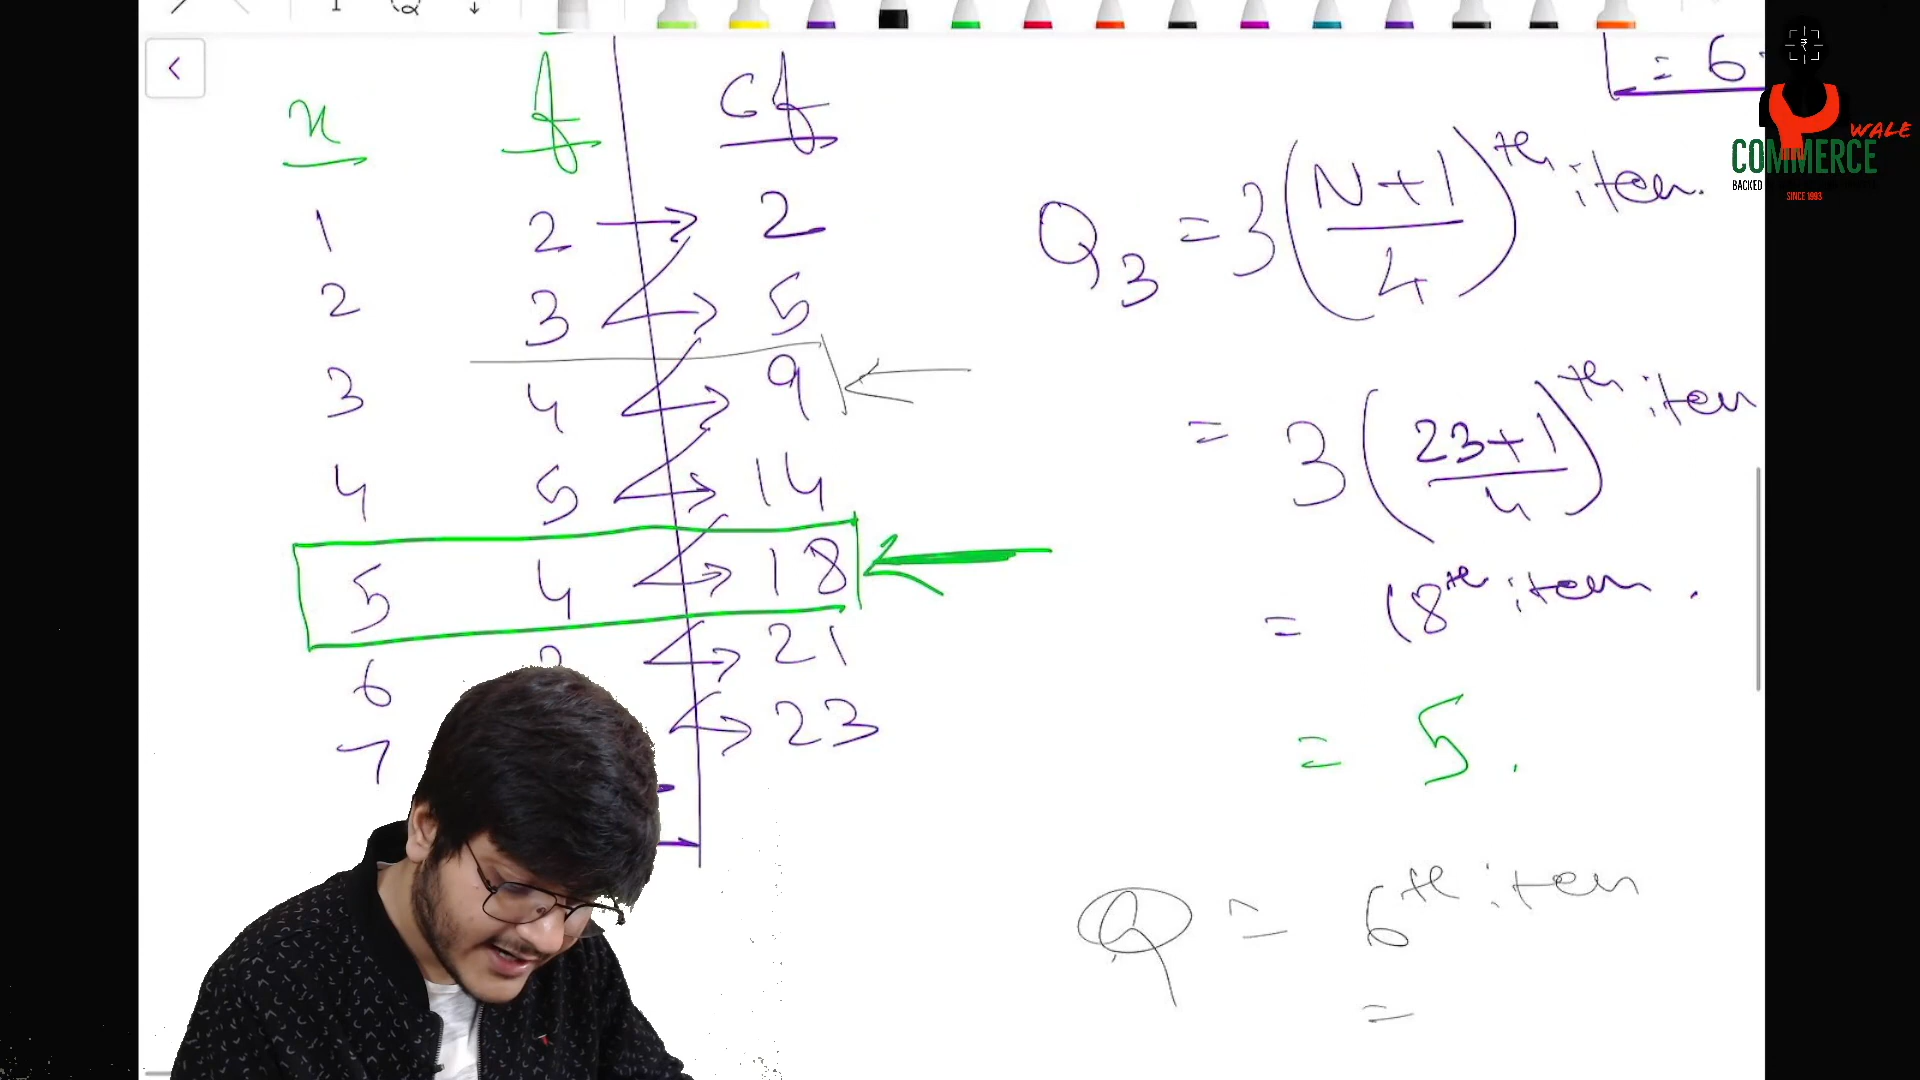 x f cf
1 2 2
2 3 5
3 4 9
4 5 14
5 4 18
6 21
7 23
= 6
Q3 = 3(N+1/4)th item.
= 3(23+1/4)th item
= 18th item.
= 5.
Q = 6th item
=
COMMERCE WALE
BACKED
SINCE 1993